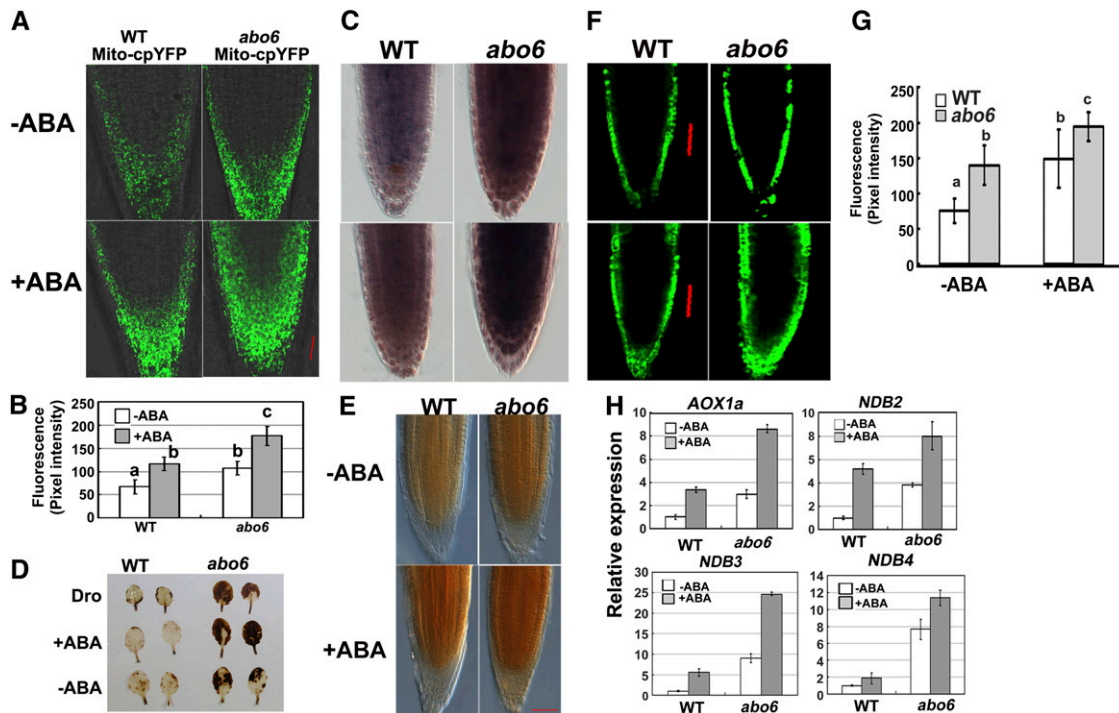 A
WT
Mito-cpYFP
abo6
Mito-cpYFP
-ABA
+ABA
B
Fluorescence
(Pixel intensity)
250
200
150
100
50
0
-ABA
+ABA
a
b
b
c
WT
abo6
C
WT
abo6
D
WT
abo6
Dro
+ABA
-ABA
E
WT
abo6
-ABA
+ABA
F
WT
abo6
G
Fluorescence
(Pixel intensity)
250
200
150
100
50
0
WT
abo6
a
b
b
c
-ABA
+ABA
H
Relative expression
AOX1a
10
8
6
4
2
0
-ABA
+ABA
WT
abo6
NDB2
10
8
6
4
2
0
-ABA
+ABA
WT
abo6
NDB3
30
25
20
15
10
5
0
-ABA
+ABA
WT
abo6
NDB4
14
12
10
8
6
4
2
0
-ABA
+ABA
WT
abo6